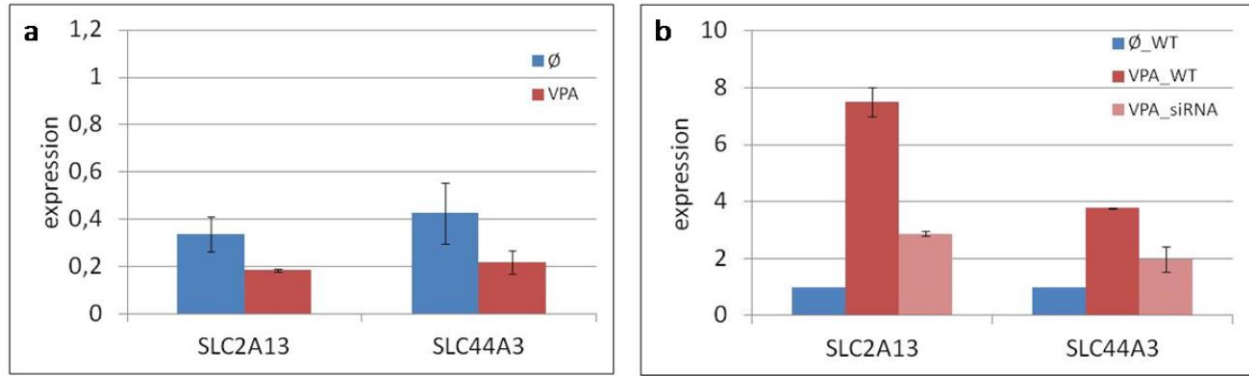 a
expression
1,2
1
0,8
0,6
0,4
0,2
0
Ø
VPA
SLC2A13
SLC44A3
b
expression
10
8
6
4
2
0
Ø_WT
VPA_WT
VPA_siRNA
SLC2A13
SLC44A3